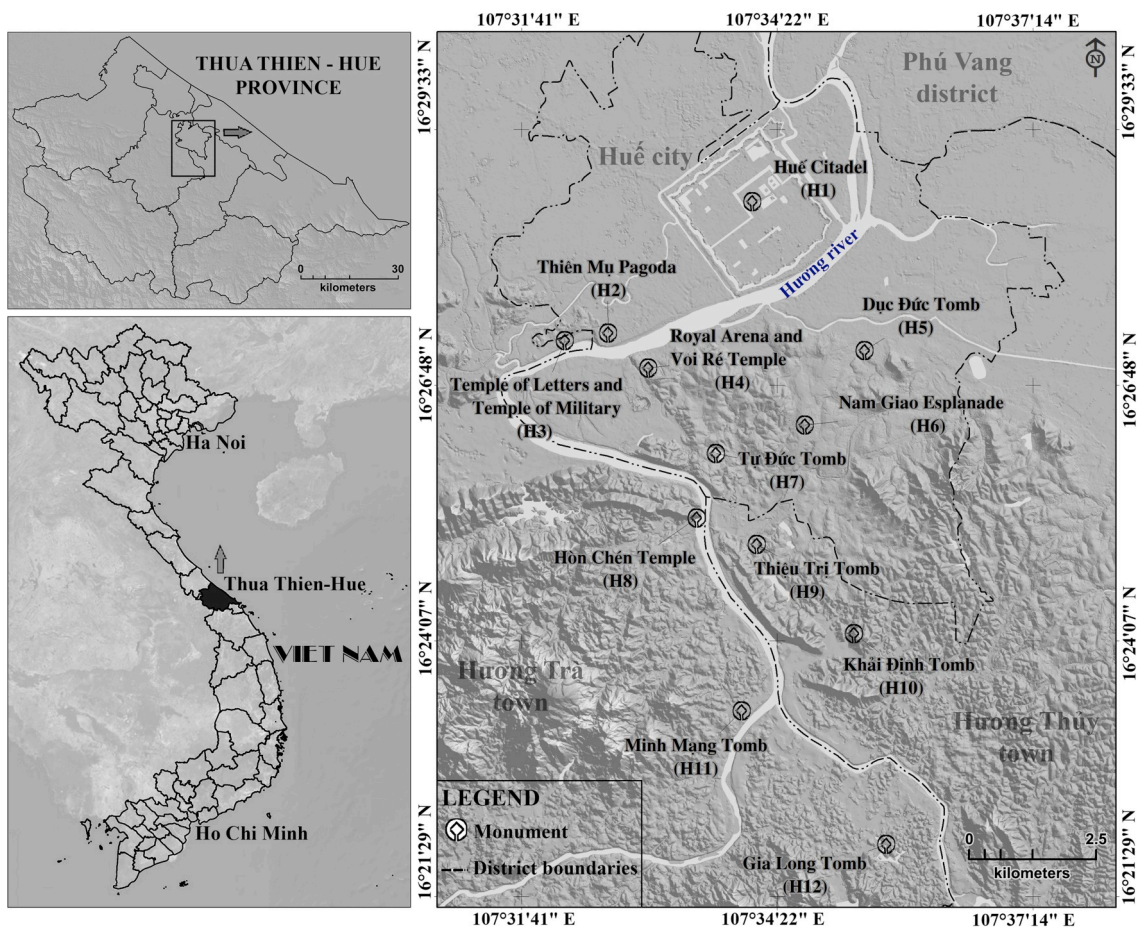 THUA THIEN - HUE
PROVINCE
0 30
kilometers
Ha Noi
Thua Thien-Hue
VIET NAM
Ho Chi Minh
107°31'41" E 107°34'22" E 107°37'14" E
16°29'33" N
16°26'48" N
16°24'07" N
16°21'29" N
N
Phú Vang
district
Huế city
Huế Citadel
(H1)
Hương river
Thiên Mụ Pagoda
(H2)
Dục Đức Tomb
(H5)
Royal Arena and
Voi Ré Temple
(H4)
Temple of Letters and
Temple of Military
(H3)
Nam Giao Esplanade
(H6)
Tự Đức Tomb
(H7)
Hòn Chén Temple
(H8)
Thiệu Trị Tomb
(H9)
Khải Định Tomb
(H10)
Hương Trà
town
Hương Thủy
town
Minh Mạng Tomb
(H11)
Gia Long Tomb
(H12)
LEGEND
Monument
District boundaries
0 2.5
kilometers
16°29'33" N
16°26'48" N
16°24'07" N
16°21'29" N
107°31'41" E 107°34'22" E 107°37'14" E